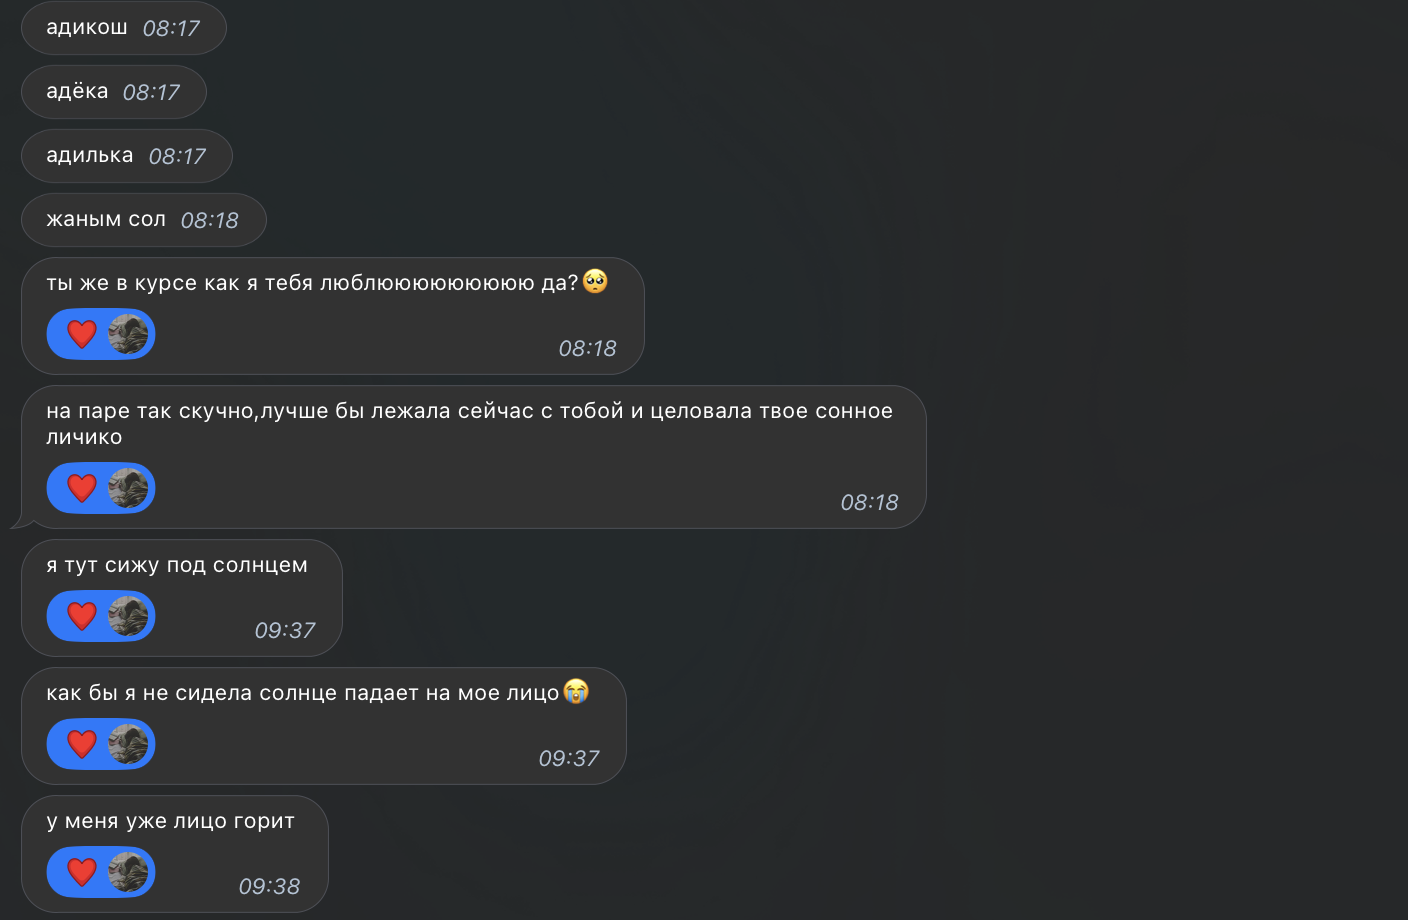 адикош 08:17
адёка 08:17
адилька 08:17
жаным сол 08:18
ты же в курсе как я тебя люблююююююююю да?🥺
08:18
на паре так скучно,лучше бы лежала сейчас с тобой и целовала твое сонное
личико
08:18
я тут сижу под солнцем
09:37
как бы я не сидела солнце падает на мое лицо😭
09:37
у меня уже лицо горит
09:38